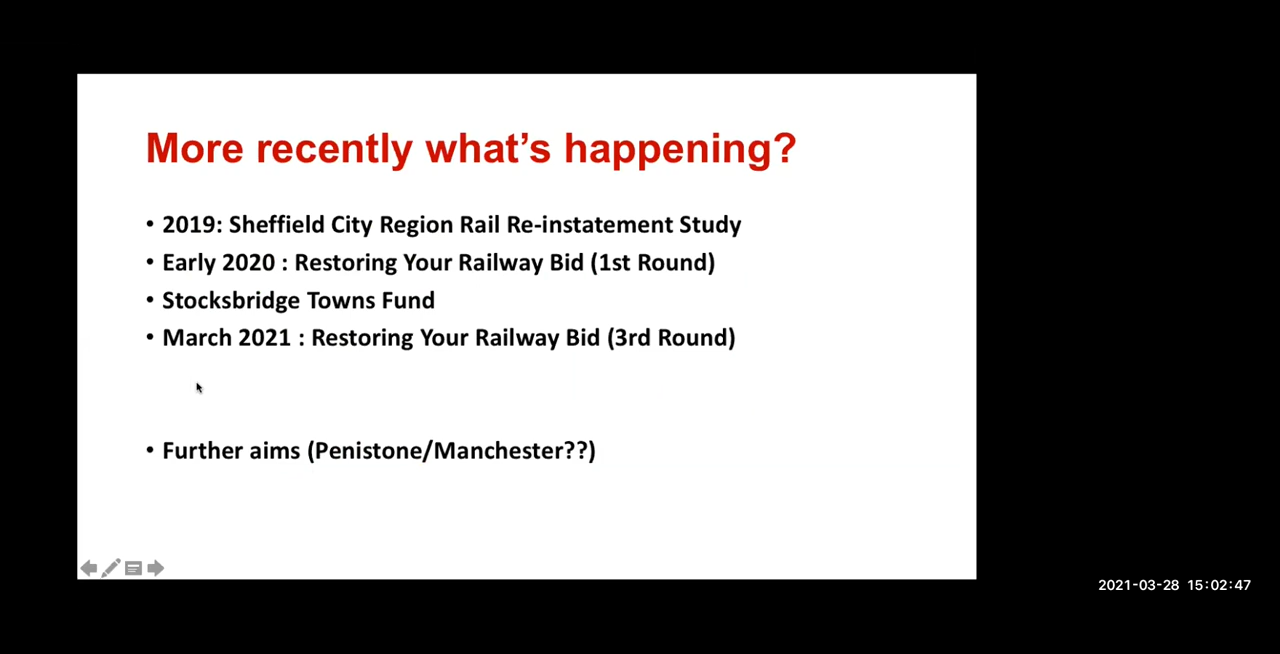 More recently what’s happening?
• 2019: Sheffield City Region Rail Re-instatement Study
• Early 2020 : Restoring Your Railway Bid (1st Round)
• Stocksbridge Towns Fund
• March 2021 : Restoring Your Railway Bid (3rd Round)
• Further aims (Penistone/Manchester??)
2021-03-28 15:02:47